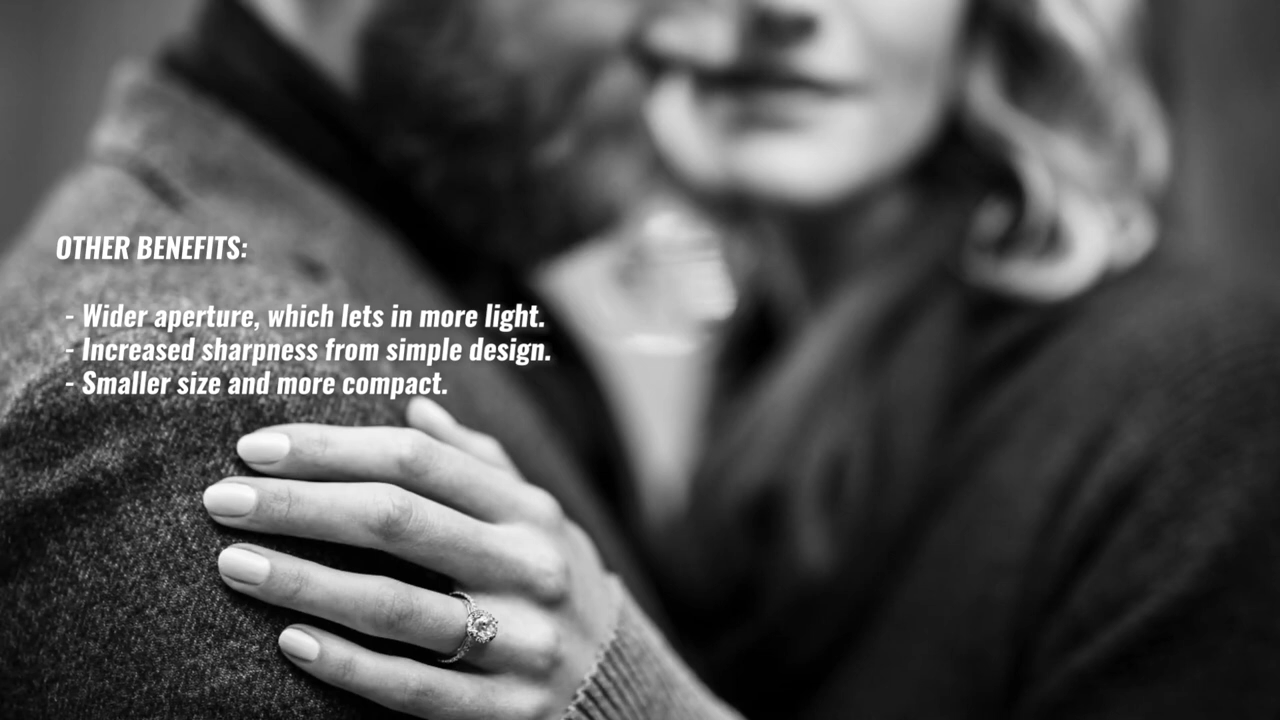 OTHER BENEFITS:
- Wider aperture, which lets in more light.
- Increased sharpness from simple design.
- Smaller size and more compact.